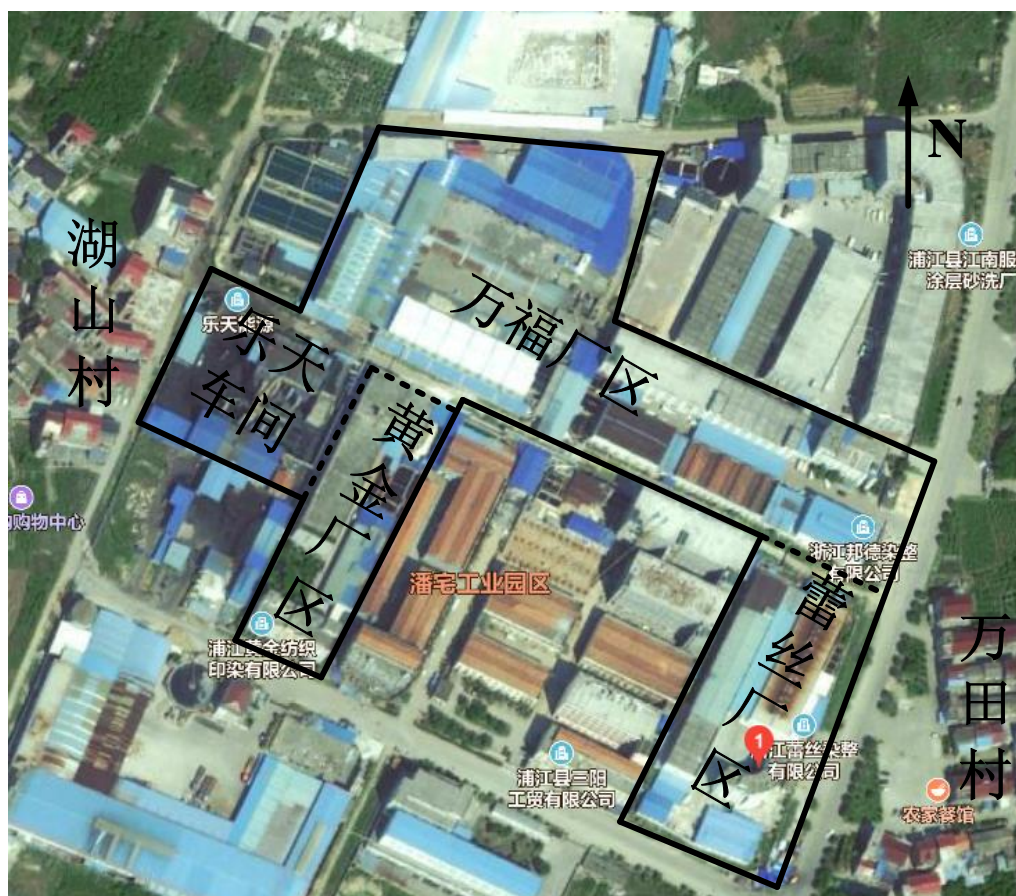 N
湖山村
浦江县江南服
涂层砂洗厂
乐天能源
乐天
车间
万福厂区
黄金厂区
购物中心
浙江邦德染整
有限公司
潘宅工业园区
蕾丝厂区
浦江黄金纺织
印染有限公司
万田村
1
江蕾丝染整
有限公司
浦江县三阳
工贸有限公司
农家餐馆